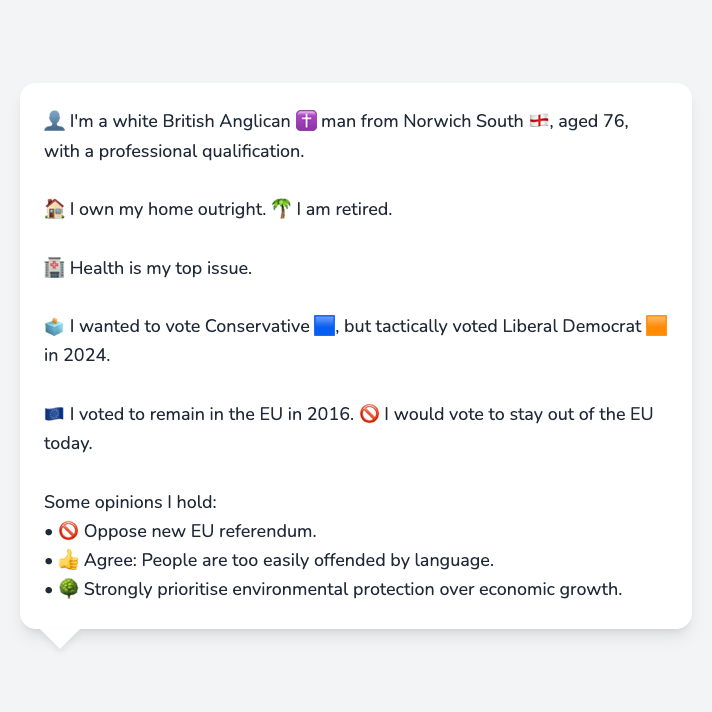 👤 I'm a white British Anglican ✝️ man from Norwich South 🏴󠁧󠁢󠁥󠁮󠁧󠁿, aged 76,
with a professional qualification.
🏠 I own my home outright. 🌴 I am retired.
🏥 Health is my top issue.
🗳️ I wanted to vote Conservative 🟦, but tactically voted Liberal Democrat 🟧
in 2024.
🇪🇺 I voted to remain in the EU in 2016. 🚫 I would vote to stay out of the EU
today.
Some opinions I hold:
• 🚫 Oppose new EU referendum.
• 👍 Agree: People are too easily offended by language.
• 🌳 Strongly prioritise environmental protection over economic growth.